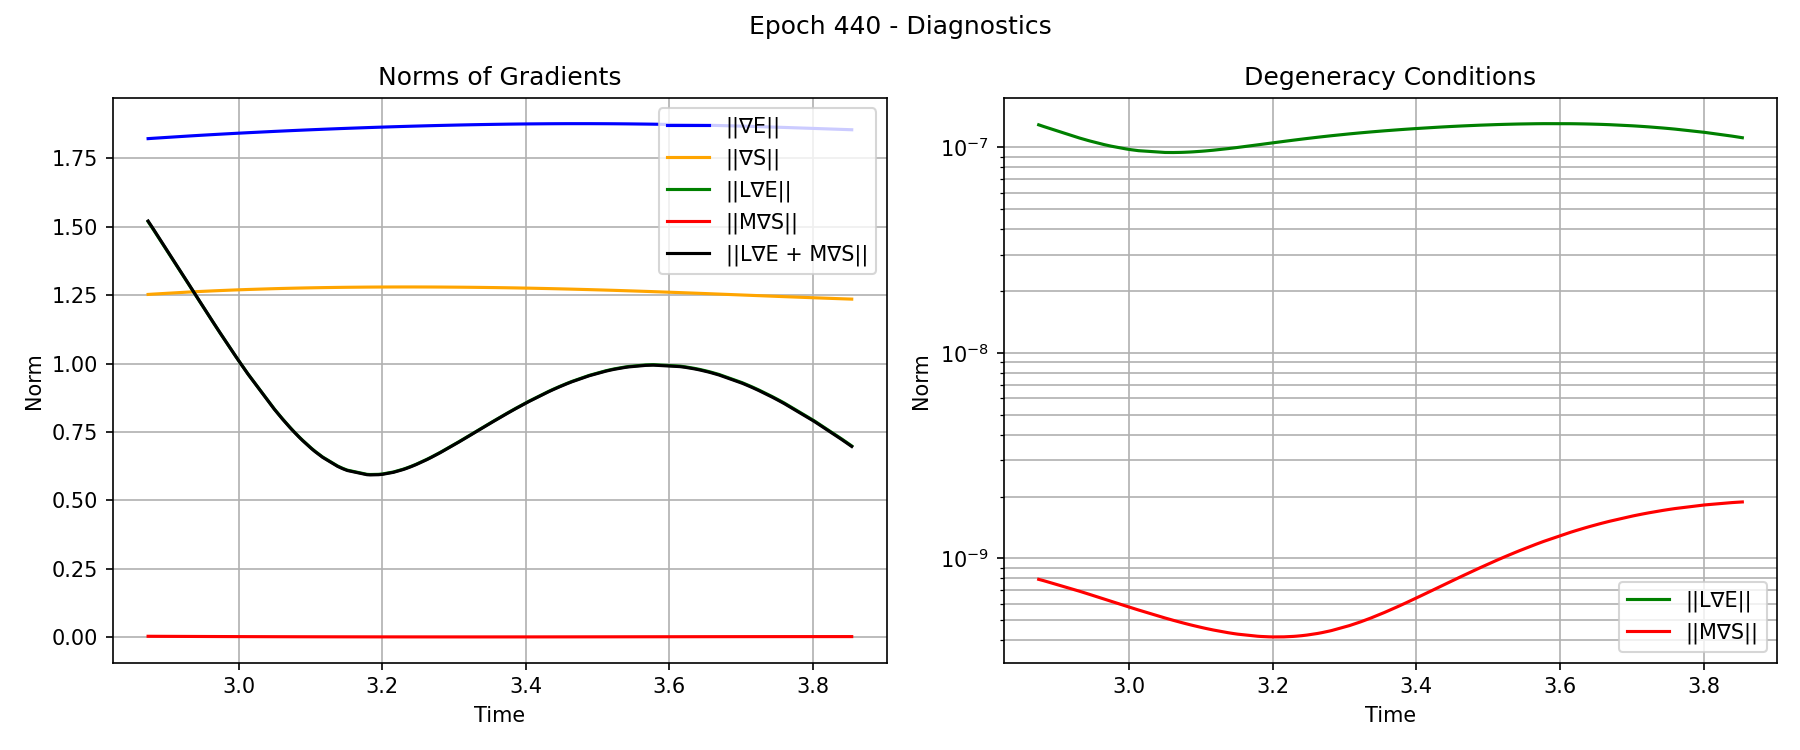 Epoch 440 - Diagnostics
Norms of Gradients
Norm
1.75
1.50
1.25
1.00
0.75
0.50
0.25
0.00
3.0 3.2 3.4 3.6 3.8
Time
||∇E||
||∇S||
||L∇E||
||M∇S||
||L∇E + M∇S||
Degeneracy Conditions
Norm
10⁻⁷
10⁻⁸
10⁻⁹
3.0 3.2 3.4 3.6 3.8
Time
||L∇E||
||M∇S||